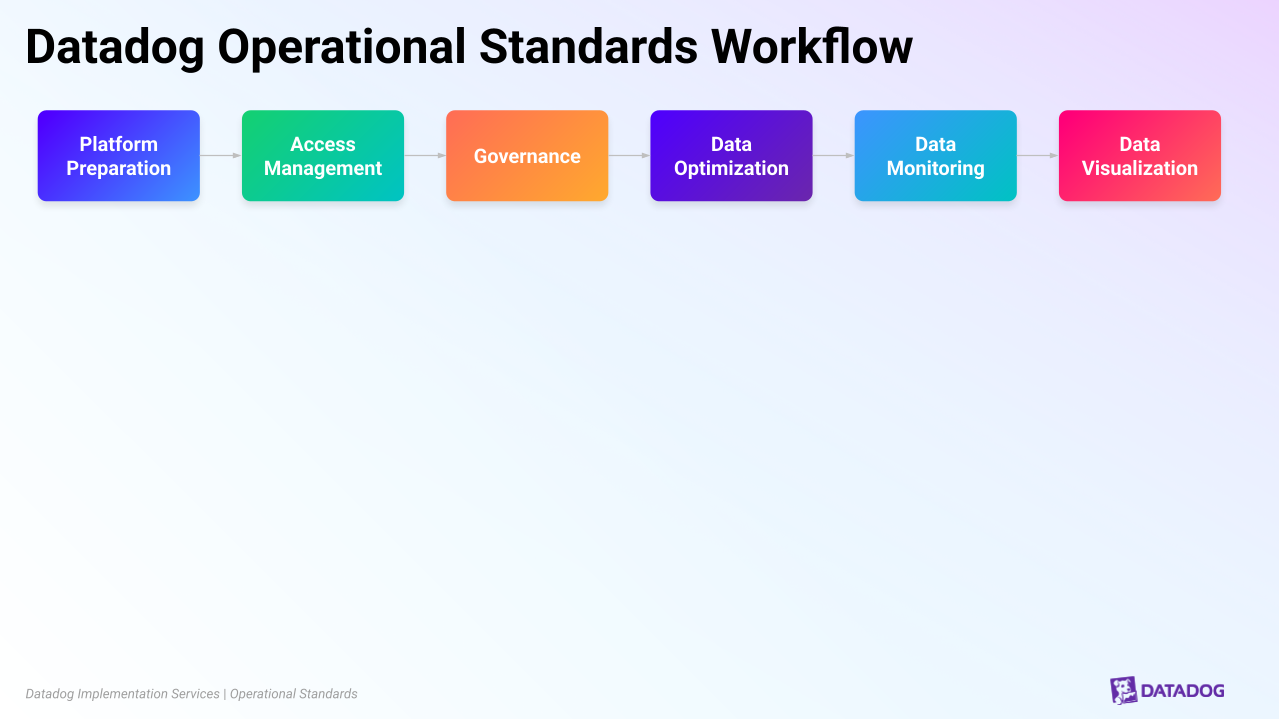 Datadog Operational Standards Workflow
Platform
Preparation
Access
Management
Governance
Data
Optimization
Data
Monitoring
Data
Visualization
Datadog Implementation Services | Operational Standards
DATADOG